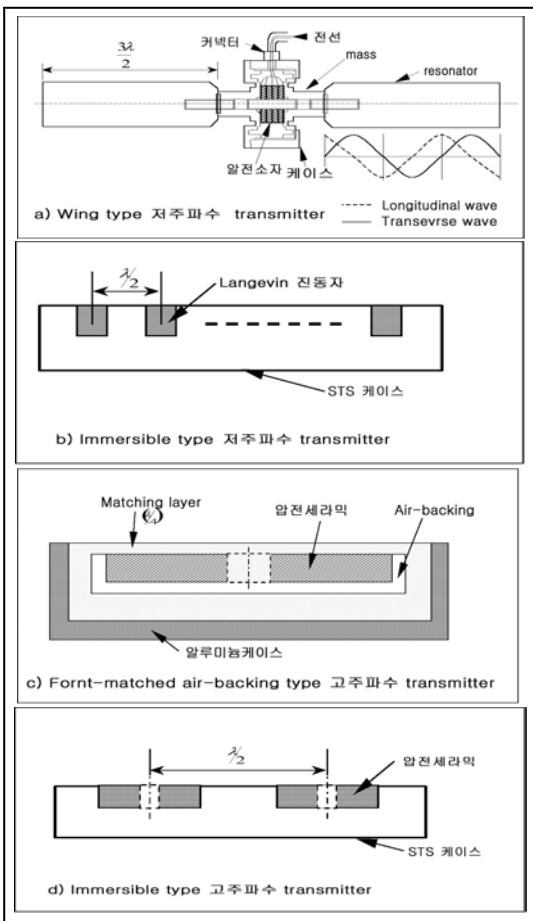 3λ/2
커넥터
전선
mass
resonator
알전소자
케이스
Longitudinal wave
Transevrse wave
a) Wing type 저주파수 transmitter
λ/2
Langevin 진동자
STS 케이스
b) Immersible type 저주파수 transmitter
Matching layer
(λ/4)
압전세라믹
Air-backing
알루미늄케이스
c) Fornt-matched air-backing type 고주파수 transmitter
λ/2
압전세라믹
STS 케이스
d) Immersible type 고주파수 transmitter